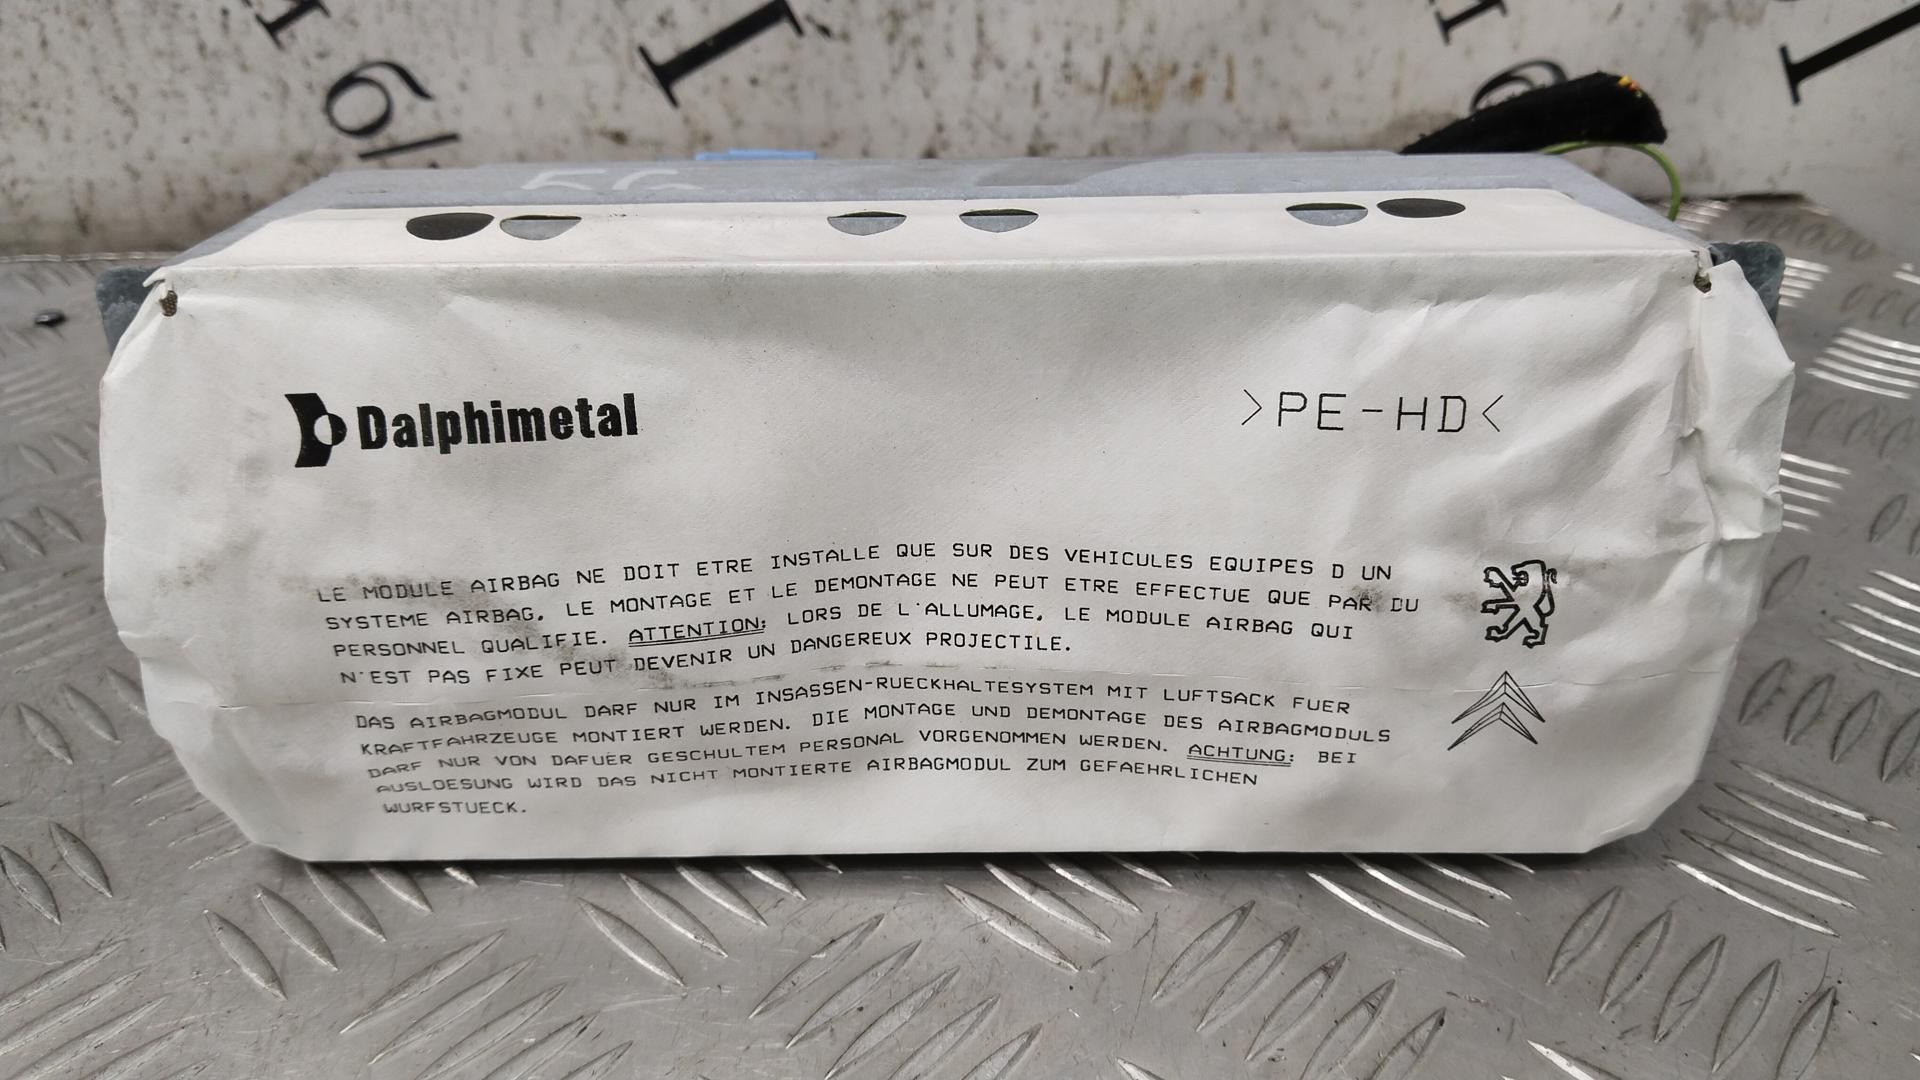 5G
Dalphimetal
>PE-HD<
LE MODULE AIRBAG NE DOIT ETRE INSTALLE QUE SUR DES VEHICULES EQUIPES D UN
SYSTEME AIRBAG, LE MONTAGE ET LE DEMONTAGE NE PEUT ETRE EFFECTUE QUE PAR DU
PERSONNEL QUALIFIE. ATTENTION: LORS DE L'ALLUMAGE, LE MODULE AIRBAG QUI
N'EST PAS FIXE PEUT DEVENIR UN DANGEREUX PROJECTILE.
DAS AIRBAGMODUL DARF NUR IM INSASSEN-RUECKHALTESYSTEM MIT LUFTSACK FUER
KRAFTFAHRZEUGE MONTIERT WERDEN. DIE MONTAGE UND DEMONTAGE DES AIRBAGMODULS
DARF NUR VON DAFUER GESCHULTEM PERSONAL VORGENOMMEN WERDEN. ACHTUNG: BEI
AUSLOESUNG WIRD DAS NICHT MONTIERTE AIRBAGMODUL ZUM GEFAEHRLICHEN
WURFSTUECK.